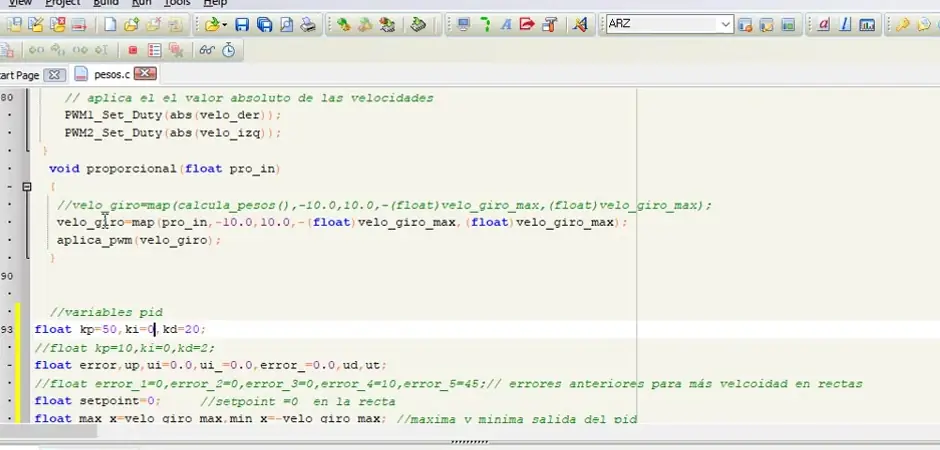 View Project Build Run Tools Help
ARZ
Start Page pesos.c
80 // aplica el el valor absoluto de las velocidades
PWM1_Set_Duty(abs(velo_der));
PWM2_Set_Duty(abs(velo_izq));
}
void proporcional(float pro_in)
{
//velo_giro=map(calcula_pesos(),-10.0,10.0,-(float)velo_giro_max,(float)velo_giro_max);
velo_giro=map(pro_in,-10.0,10.0,-(float)velo_giro_max,(float)velo_giro_max);
aplica_pwm(velo_giro);
}
90
//variables pid
93 float kp=50,ki=0,kd=20;
//float kp=10,ki=0,kd=2;
float error,up,ui=0.0,ui_=0.0,error_=0.0,ud,ut;
//float error_1=0,error_2=0,error_3=0,error_4=10,error_5=45;// errores anteriores para más velcoidad en rectas
float setpoint=0; //setpoint =0 en la recta
float max_x=velo_giro_max,min_x=-velo_giro_max; //maxima y minima salida del pid